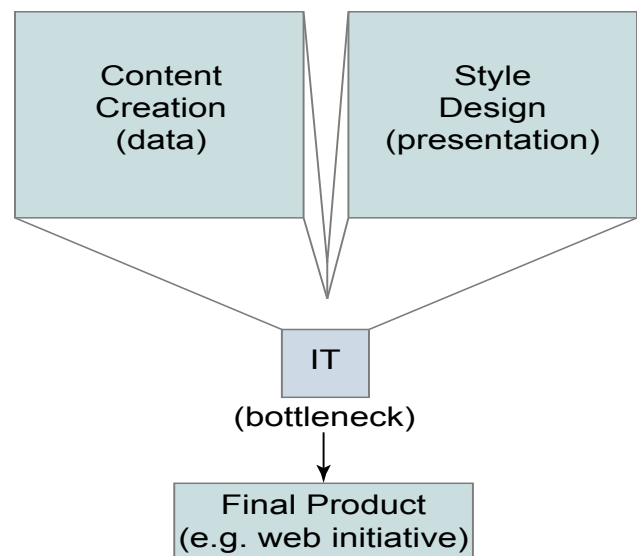 Content
Creation
(data)
Style
Design
(presentation)
IT
(bottleneck)
Final Product
(e.g. web initiative)